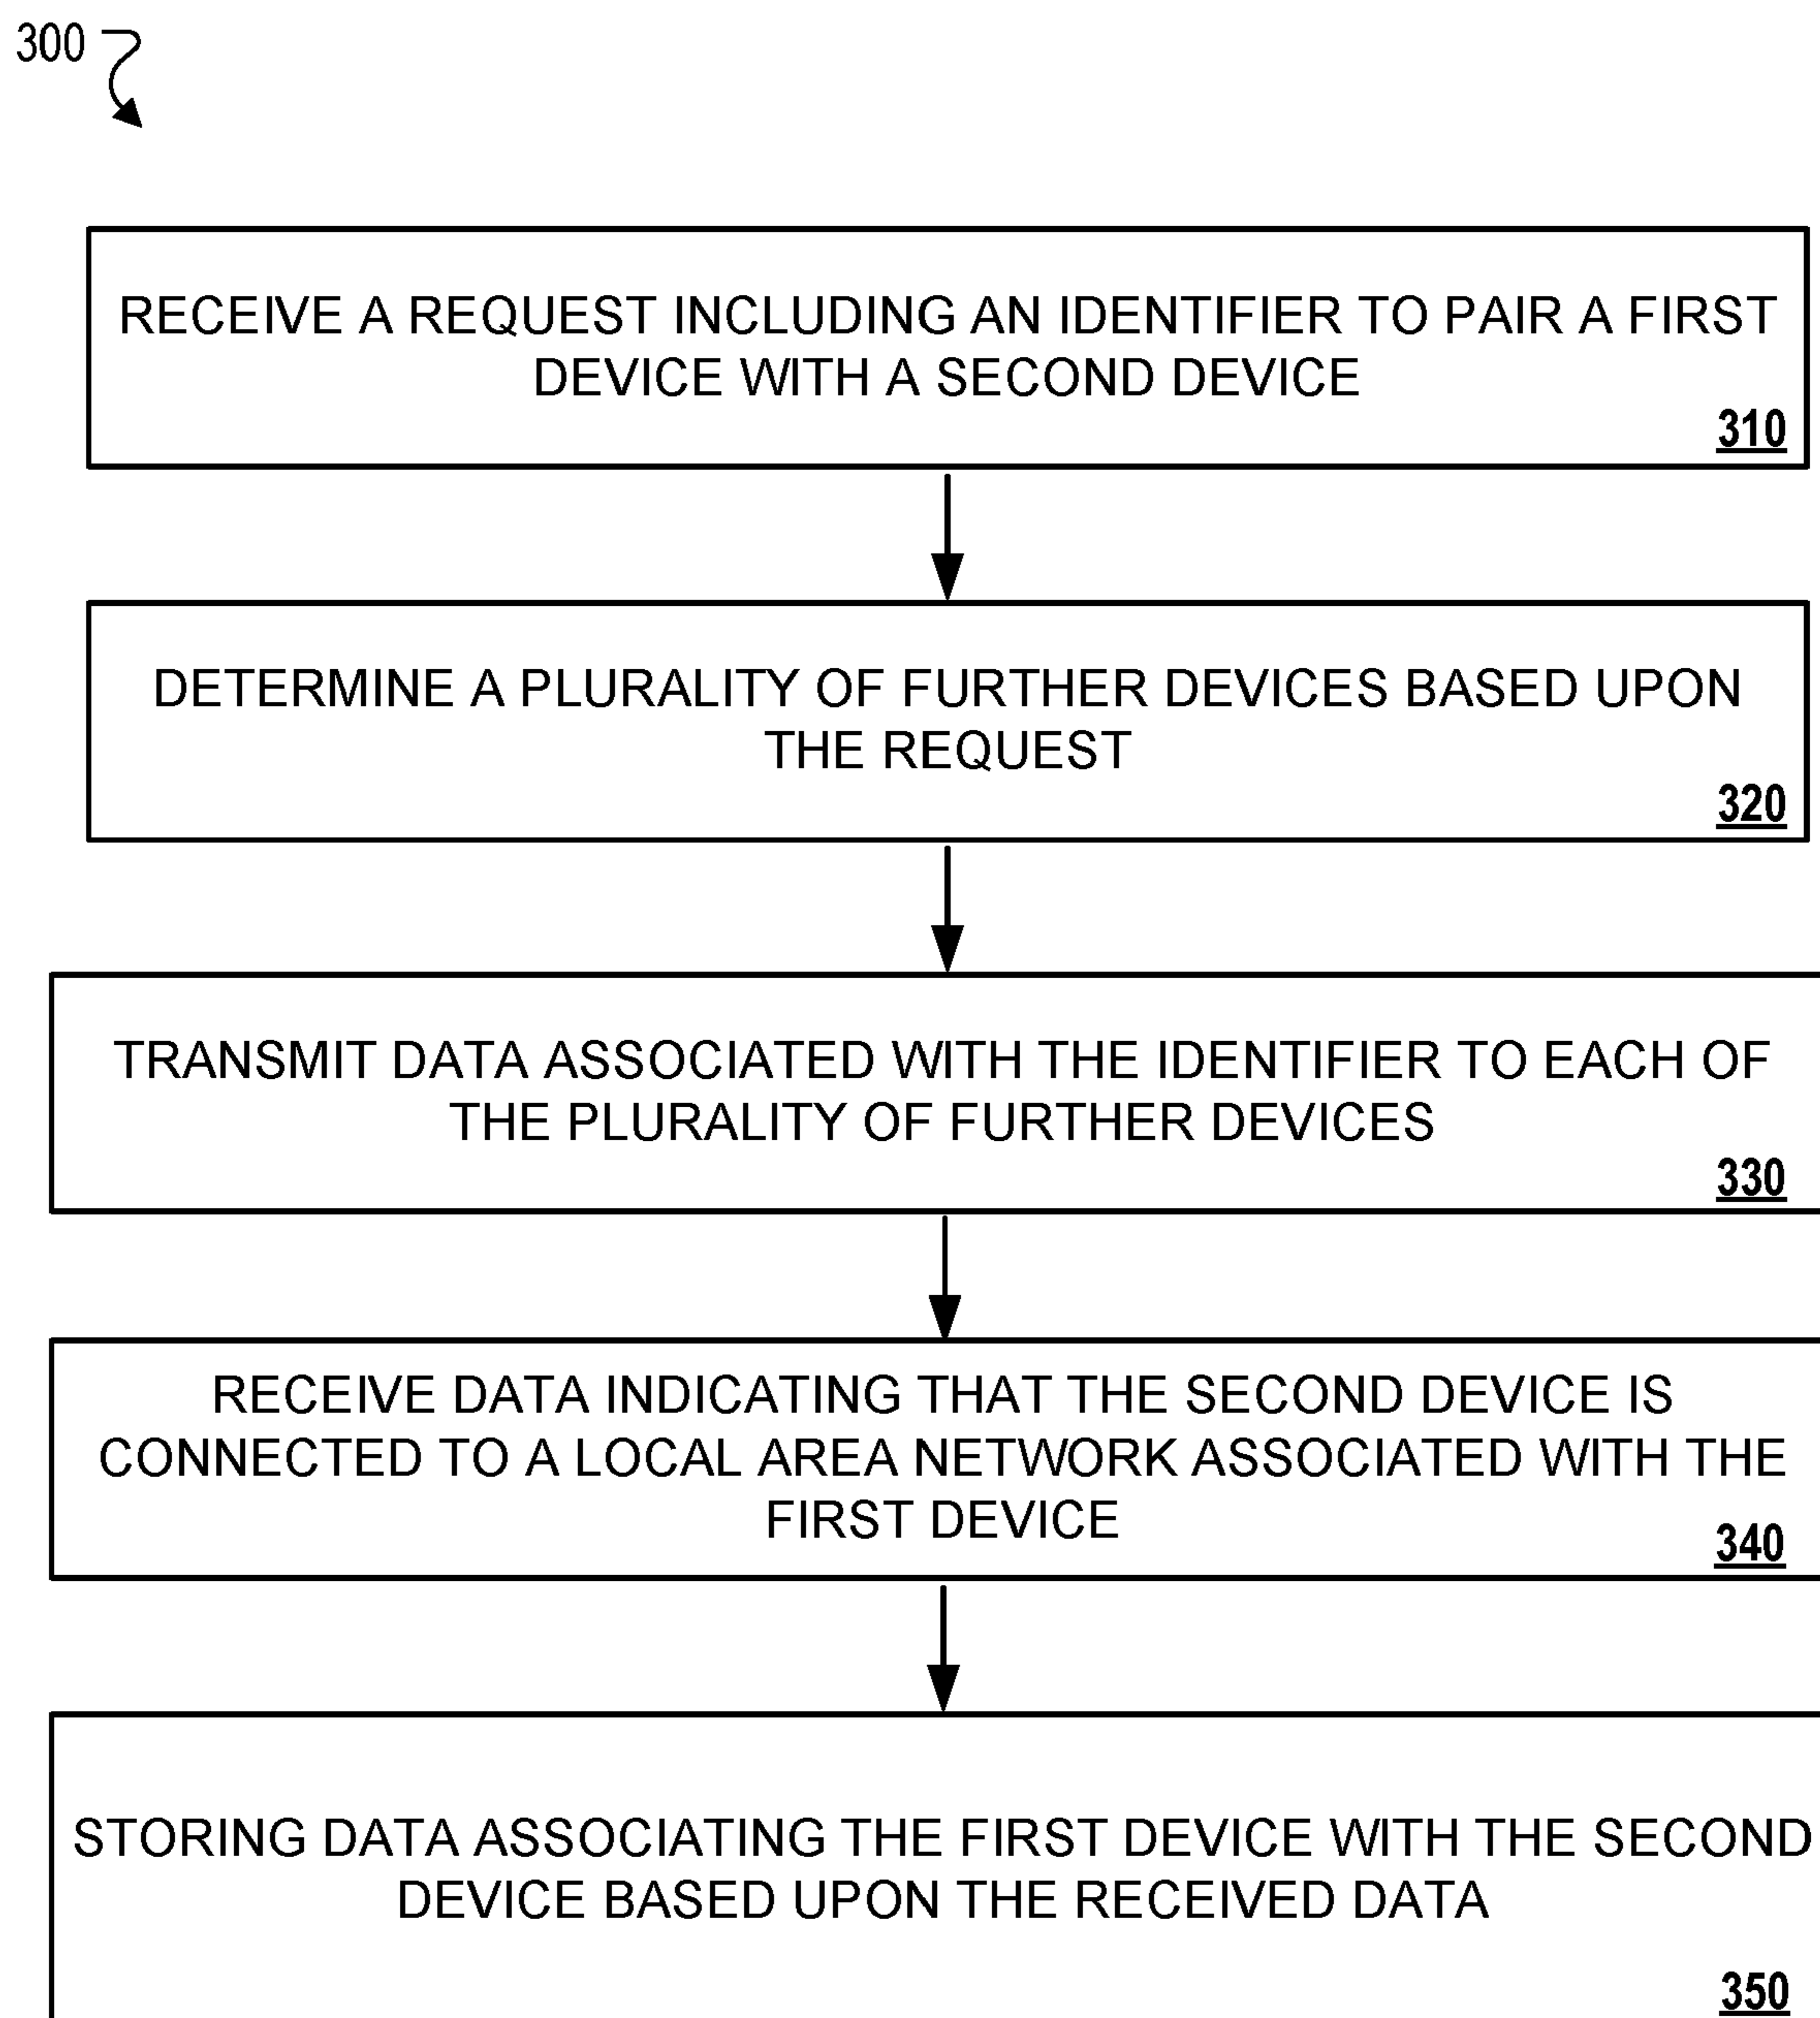 300
RECEIVE A REQUEST INCLUDING AN IDENTIFIER TO PAIR A FIRST
DEVICE WITH A SECOND DEVICE
310
DETERMINE A PLURALITY OF FURTHER DEVICES BASED UPON
THE REQUEST
320
TRANSMIT DATA ASSOCIATED WITH THE IDENTIFIER TO EACH OF
THE PLURALITY OF FURTHER DEVICES
330
RECEIVE DATA INDICATING THAT THE SECOND DEVICE IS
CONNECTED TO A LOCAL AREA NETWORK ASSOCIATED WITH THE
FIRST DEVICE
340
STORING DATA ASSOCIATING THE FIRST DEVICE WITH THE SECOND
DEVICE BASED UPON THE RECEIVED DATA
350